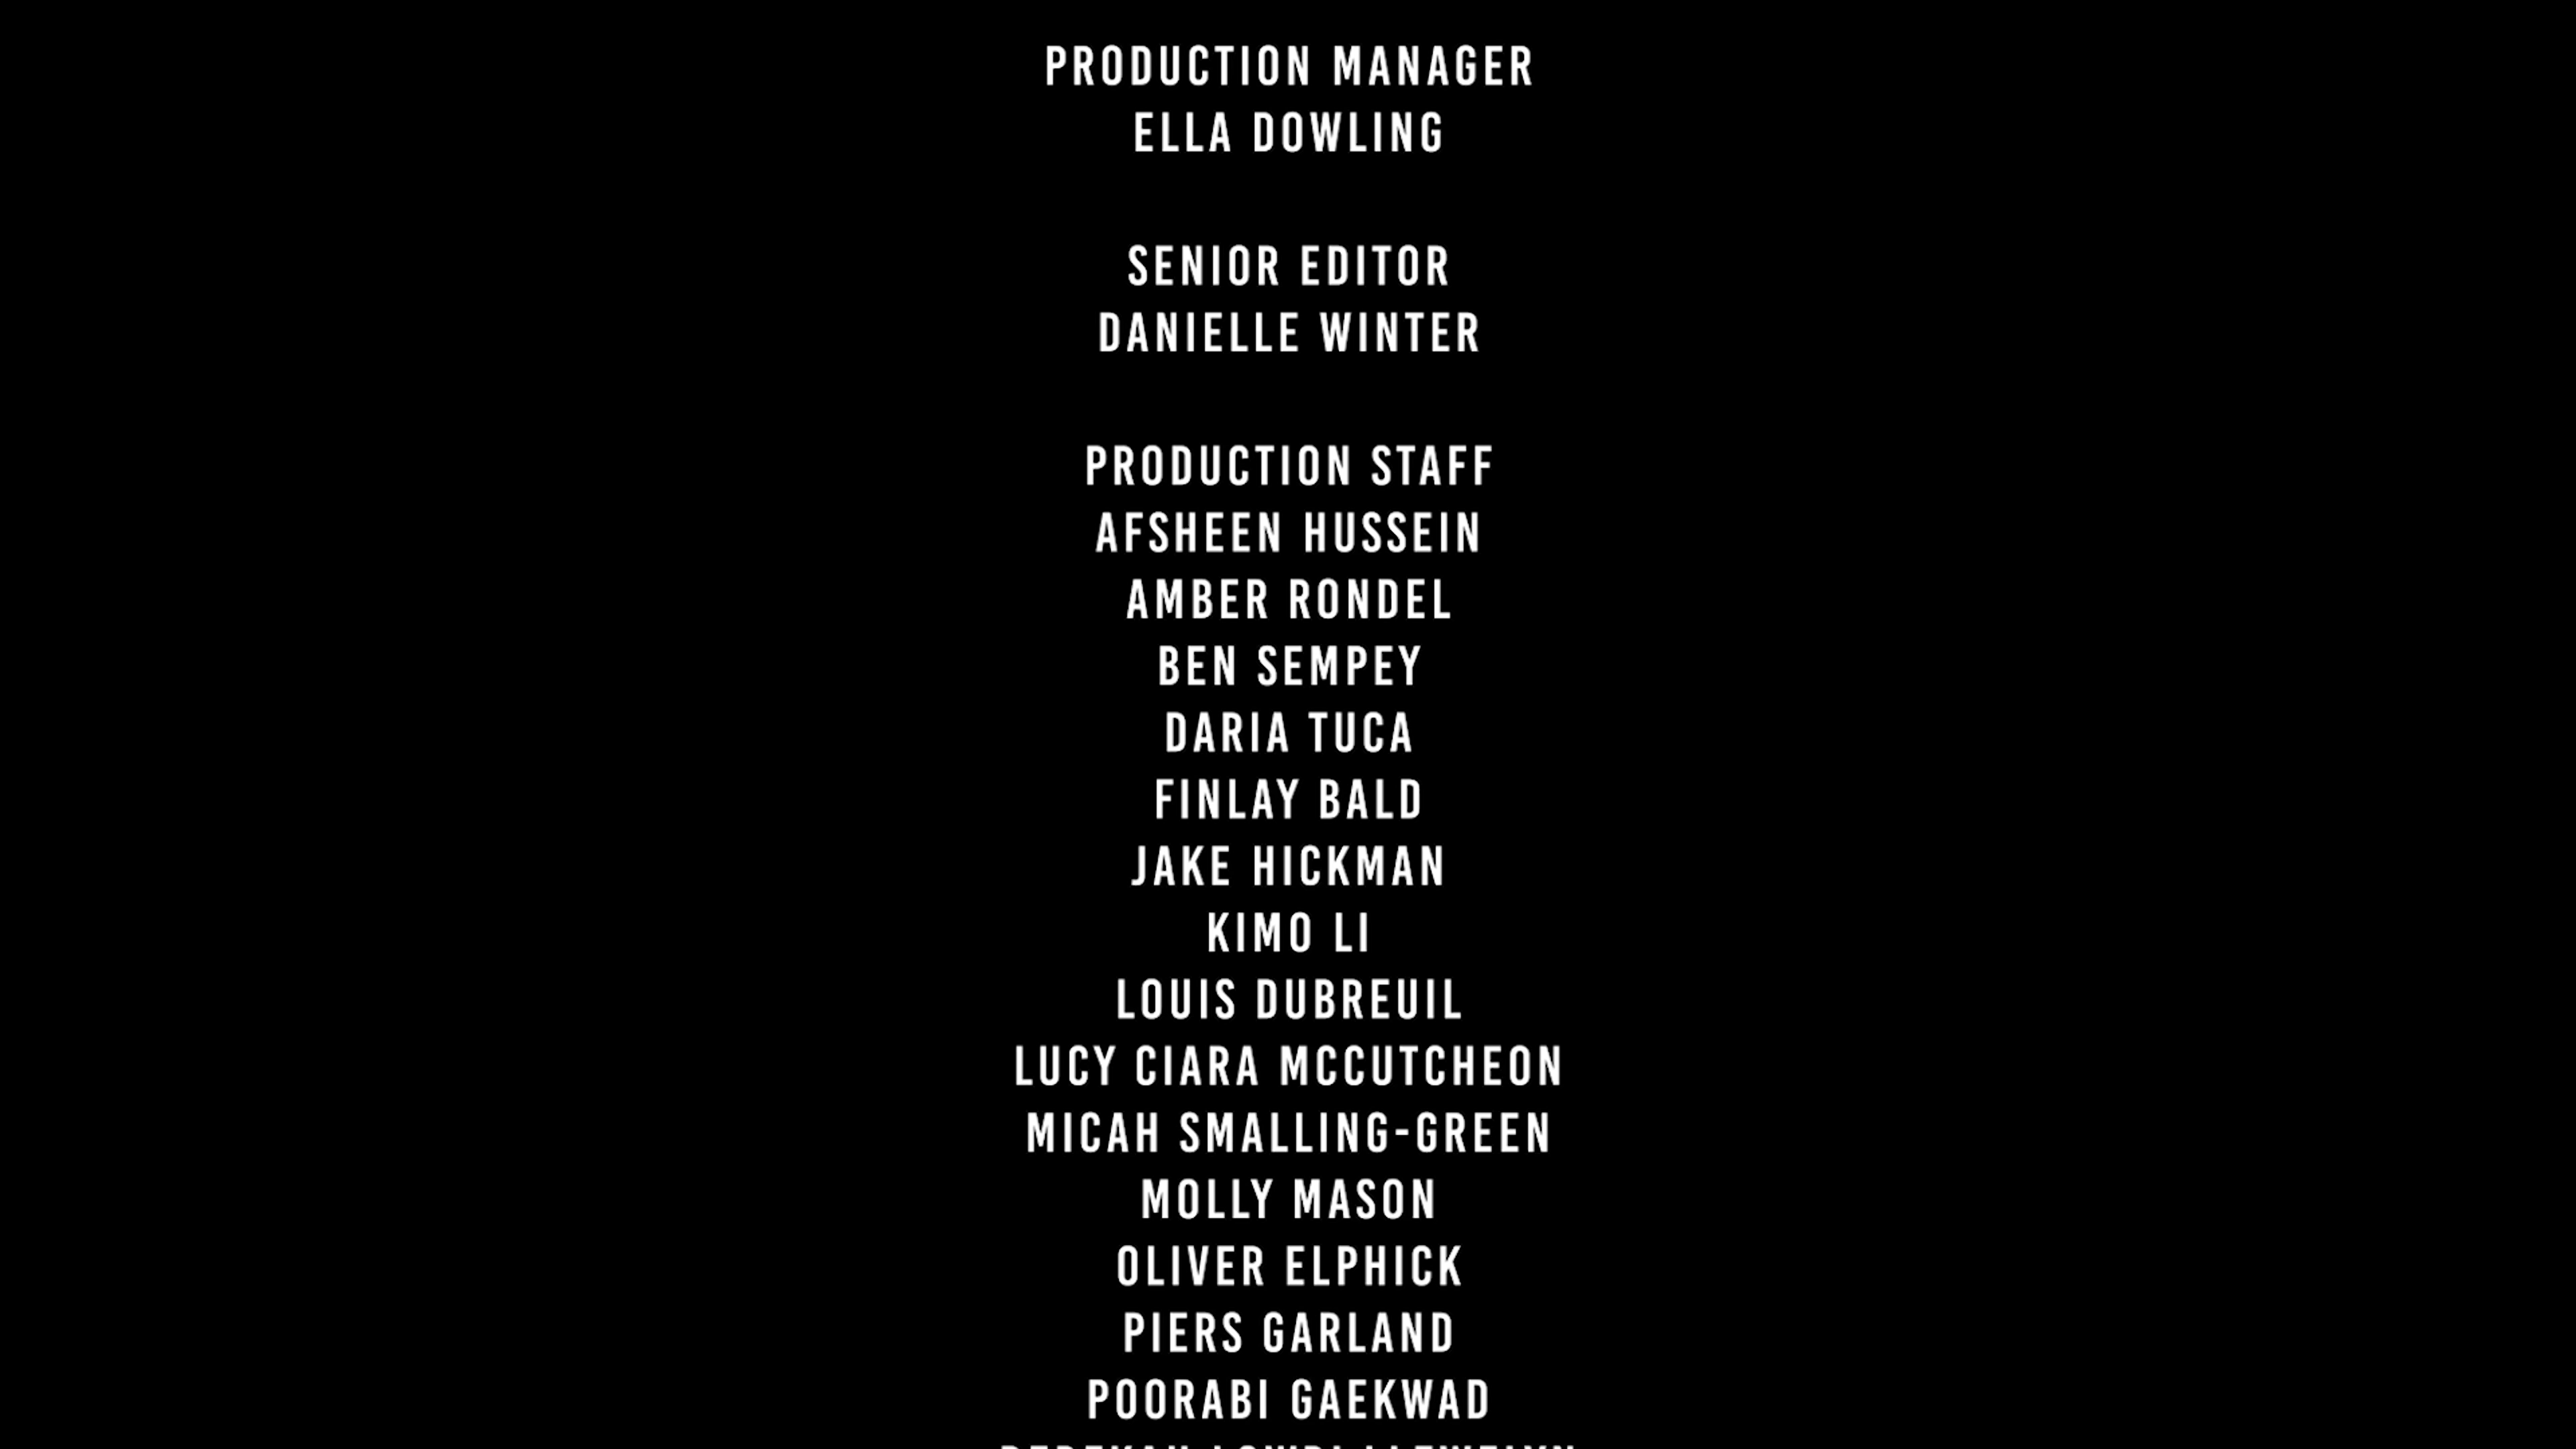 PRODUCTION MANAGER
ELLA DOWLING
SENIOR EDITOR
DANIELLE WINTER
PRODUCTION STAFF
AFSHEEN HUSSEIN
AMBER RONDEL
BEN SEMPEY
DARIA TUCA
FINLAY BALD
JAKE HICKMAN
KIMO LI
LOUIS DUBREUIL
LUCY CIARA MCCUTCHEON
MICAH SMALLING-GREEN
MOLLY MASON
OLIVER ELPHICK
PIERS GARLAND
POORABI GAEKWAD